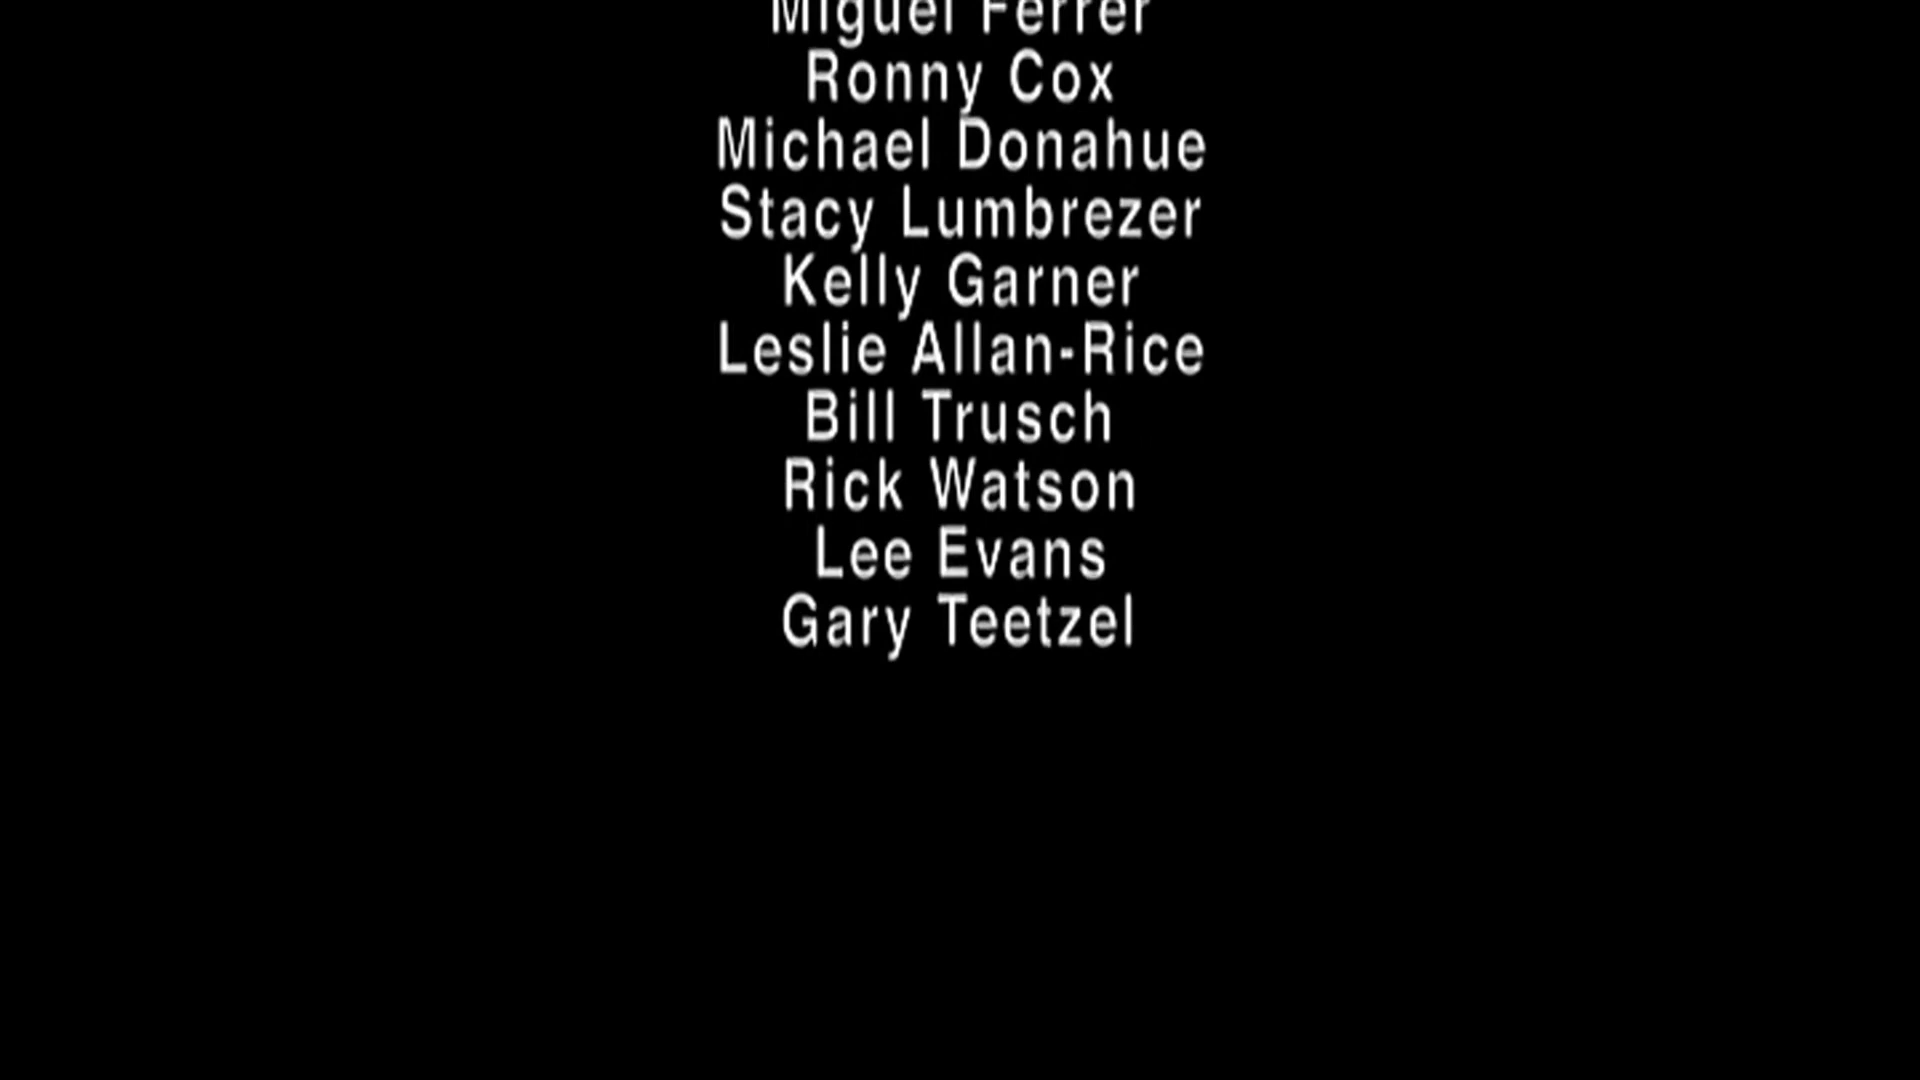 Miguel Ferrer
Ronny Cox
Michael Donahue
Stacy Lumbrezer
Kelly Garner
Leslie Allan-Rice
Bill Trusch
Rick Watson
Lee Evans
Gary Teetzel